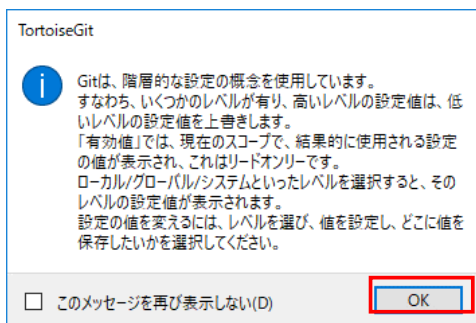 TortoiseGit
Gitは、階層的な設定の概念を使用しています。
すなわち、いくつかのレベルが有り、高いレベルの設定値は、低
いレベルの設定値を上書きします。
「有効値」では、現在のスコープで、結果的に使用される設定
の値が表示され、これはリードオンリーです。
ローカル/グローバル/システムといったレベルを選択すると、その
レベルの設定値が表示されます。
設定の値を変えるには、レベルを選び、値を設定し、どこに値を
保存したいかを選択してください。
このメッセージを再び表示しない(D)
OK